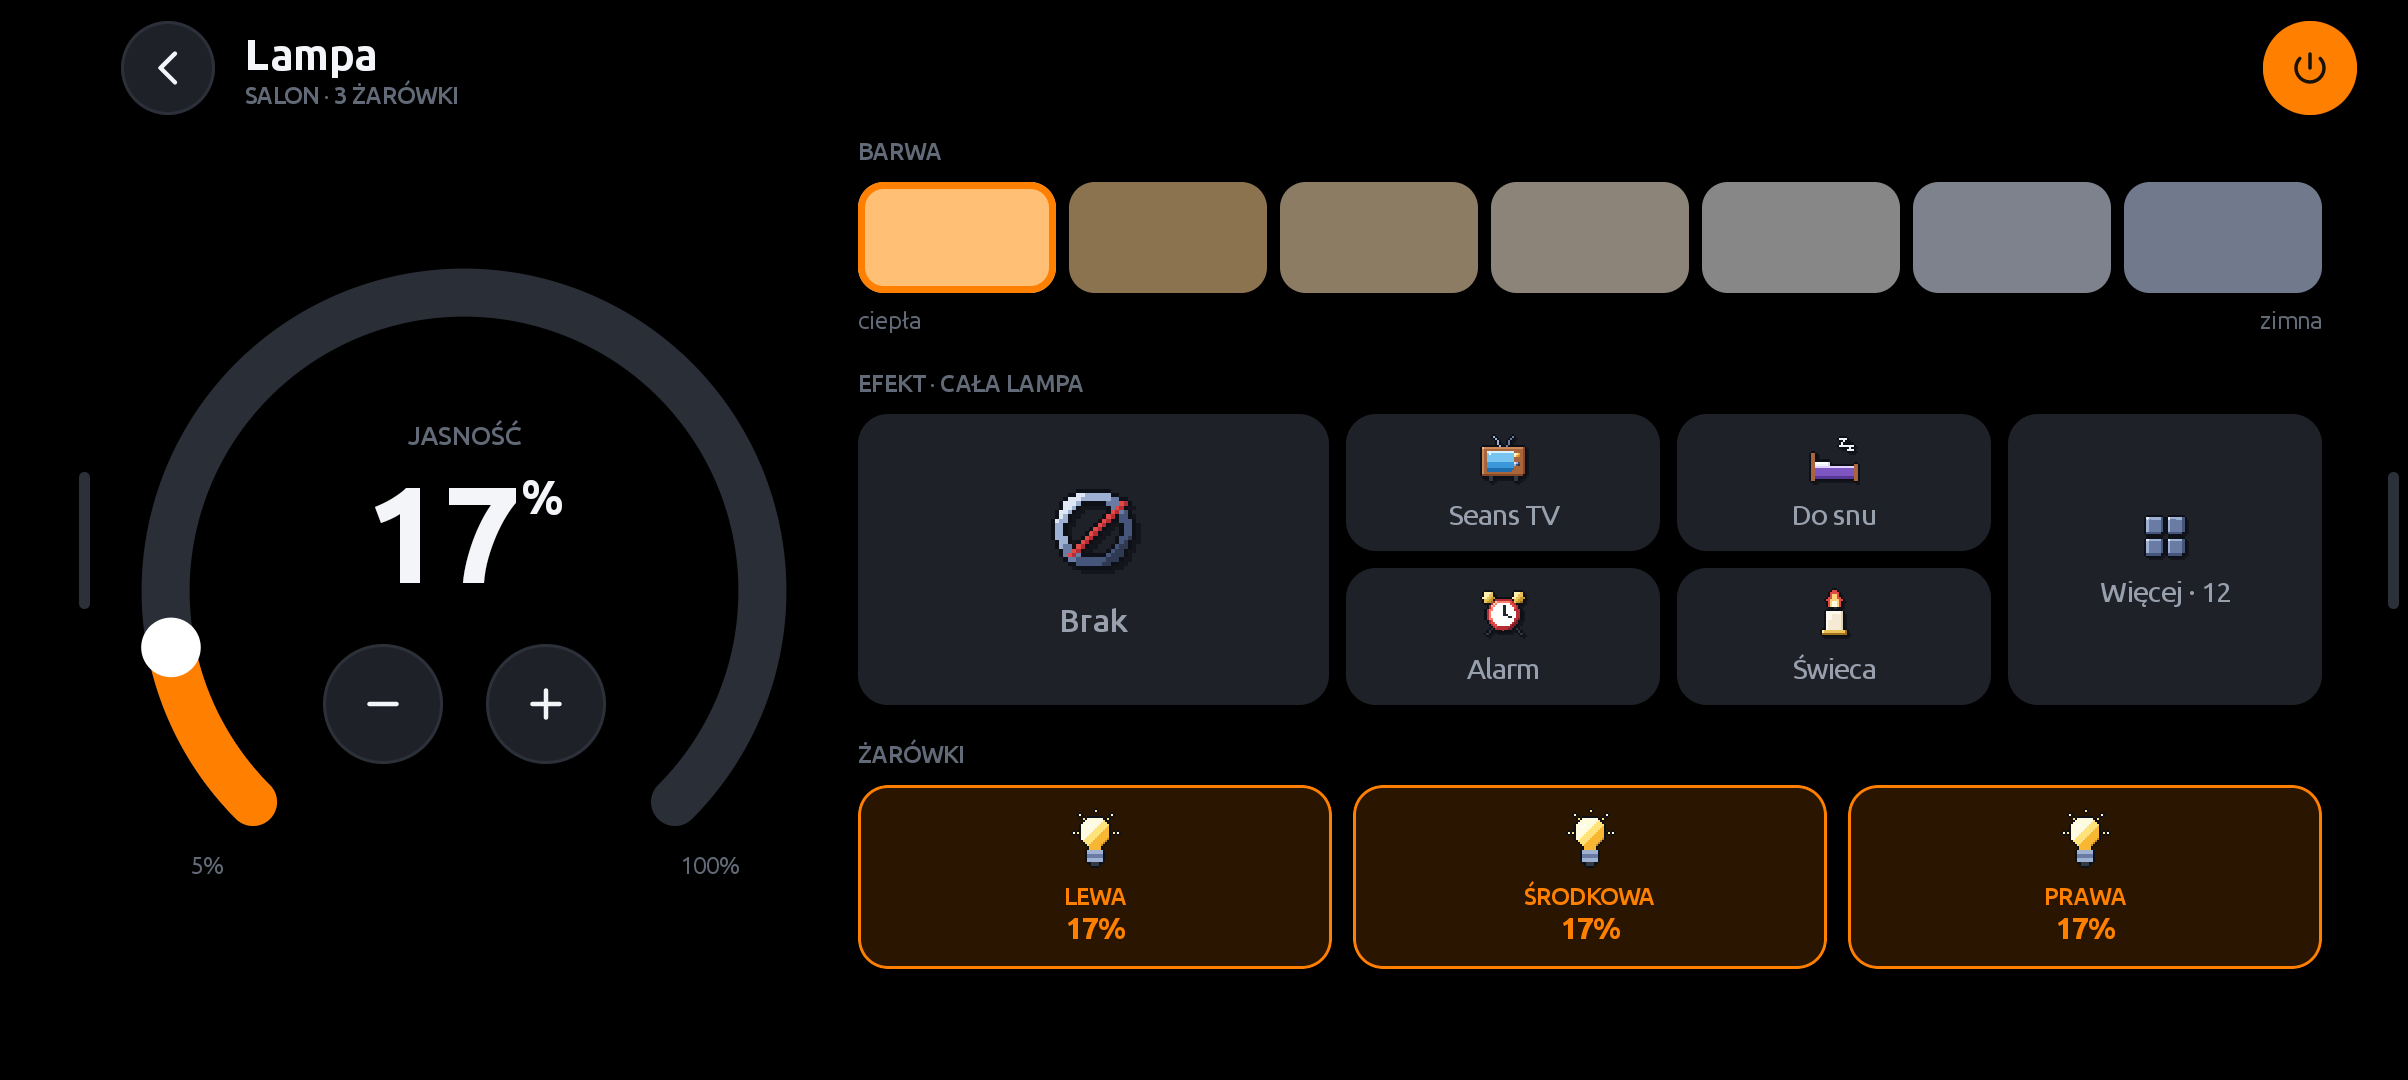 Lampa
SALON · 3 ŻARÓWKI
JASNOŚĆ
17%
5%
100%
BARWA
ciepła
zimna
EFEKT · CAŁA LAMPA
Brak
Seans TV
Do snu
Alarm
Świeca
Więcej · 12
ŻARÓWKI
LEWA
17%
ŚRODKOWA
17%
PRAWA
17%